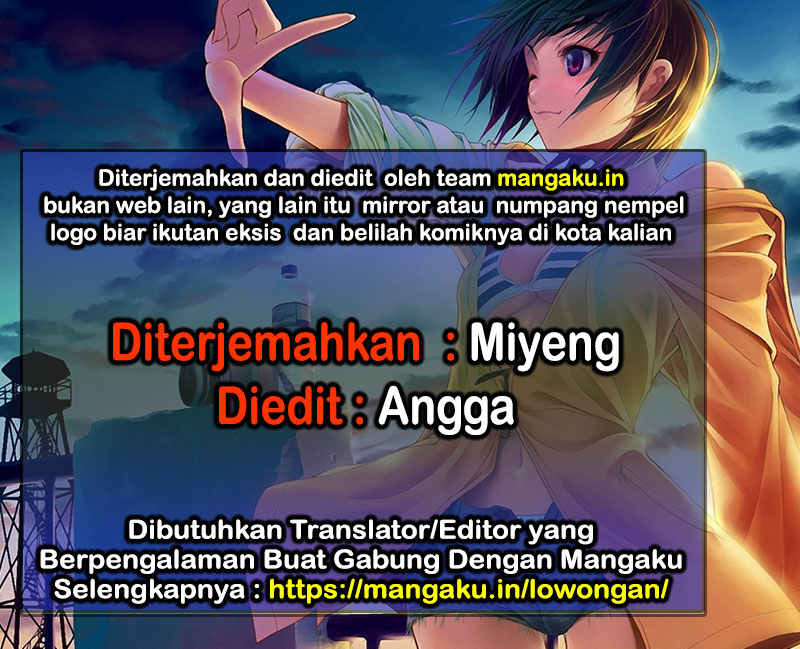 Diterjemahkan dan diedit oleh team mangaku.in
bukan web lain, yang lain itu mirror atau numpang nempel
logo biar ikutan eksis dan belilah komiknya di kota kalian
Diterjemahkan : Miyeng
Diedit : Angga
Dibutuhkan Translator/Editor yang
Berpengalaman Buat Gabung Dengan Mangaku
Selengkapnya : https://mangaku.in/lowongan/